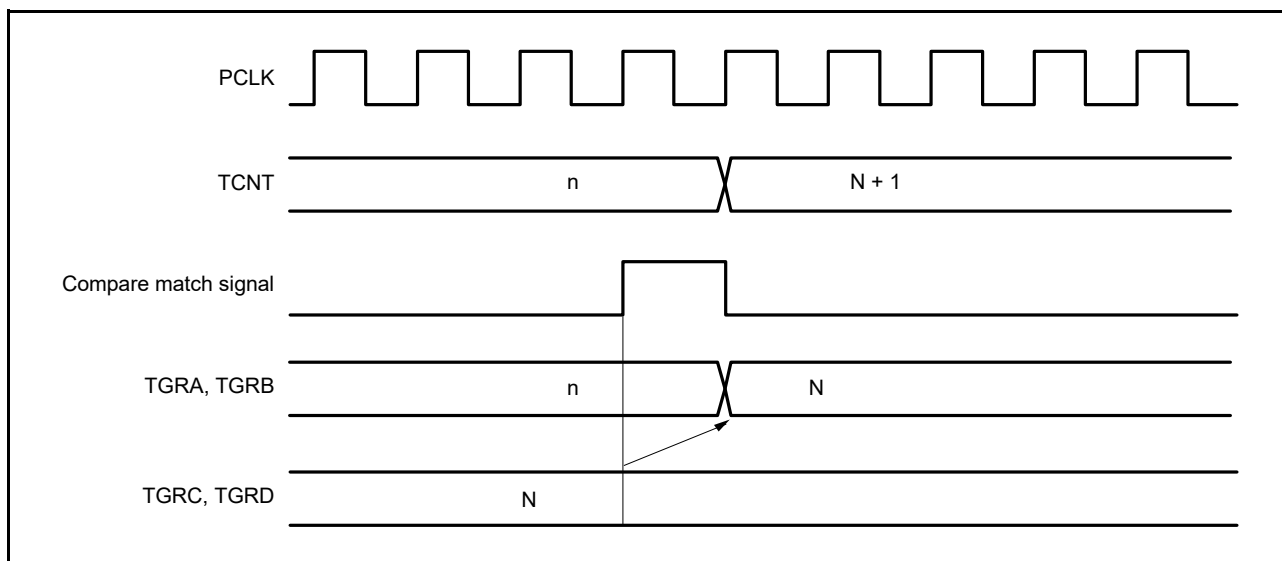 PCLK
TCNT
n
N + 1
Compare match signal
TGRA, TGRB
n
N
TGRC, TGRD
N